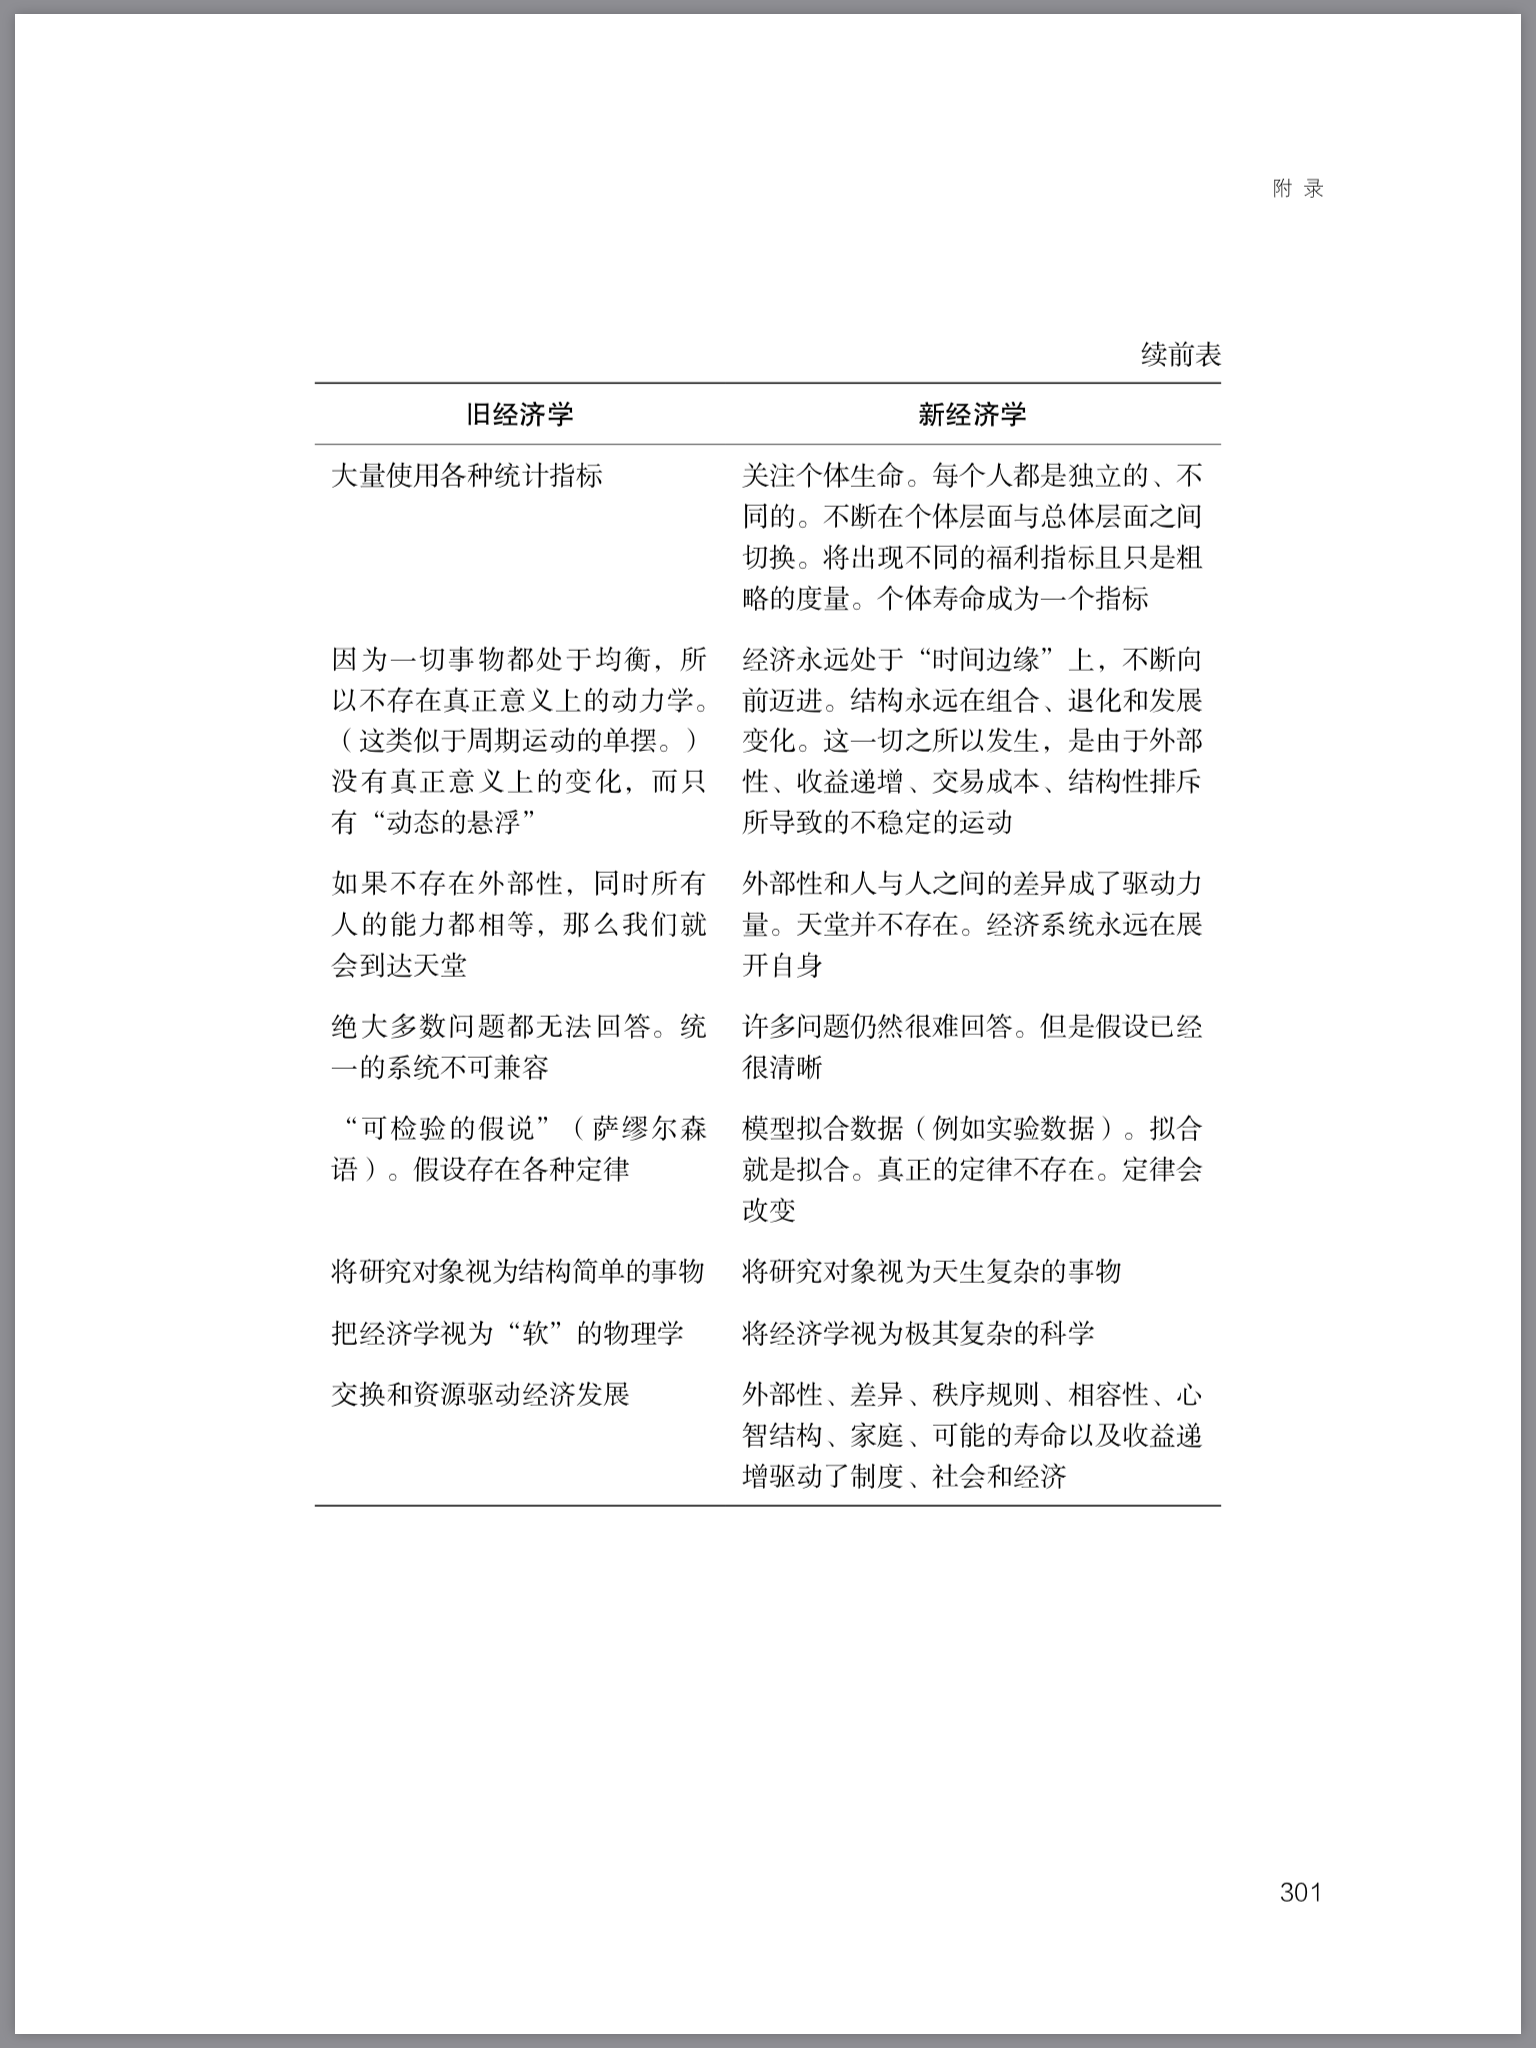 附 录
续前表
旧经济学
新经济学
大量使用各种统计指标
关注个体生命。每个人都是独立的、不
同的。不断在个体层面与总体层面之间
切换。将出现不同的福利指标且只是粗
略的度量。个体寿命成为一个指标
因为一切事物都处于均衡，所
以不存在真正意义上的动力学。
（这类似于周期运动的单摆。）
没有真正意义上的变化，而只
有“动态的悬浮”
经济永远处于“时间边缘”上，不断向
前迈进。结构永远在组合、退化和发展
变化。这一切之所以发生，是由于外部
性、收益递增、交易成本、结构性排斥
所导致的不稳定的运动
如果不存在外部性，同时所有
人的能力都相等，那么我们就
会到达天堂
外部性和人与人之间的差异成了驱动力
量。天堂并不存在。经济系统永远在展
开自身
绝大多数问题都无法回答。统
一的系统不可兼容
许多问题仍然很难回答。但是假设已经
很清晰
“可检验的假说”（萨缪尔森
语）。假设存在各种定律
模型拟合数据（例如实验数据）。拟合
就是拟合。真正的定律不存在。定律会
改变
将研究对象视为结构简单的事物
将研究对象视为天生复杂的事物
把经济学视为“软”的物理学
将经济学视为极其复杂的科学
交换和资源驱动经济发展
外部性、差异、秩序规则、相容性、心
智结构、家庭、可能的寿命以及收益递
增驱动了制度、社会和经济
301